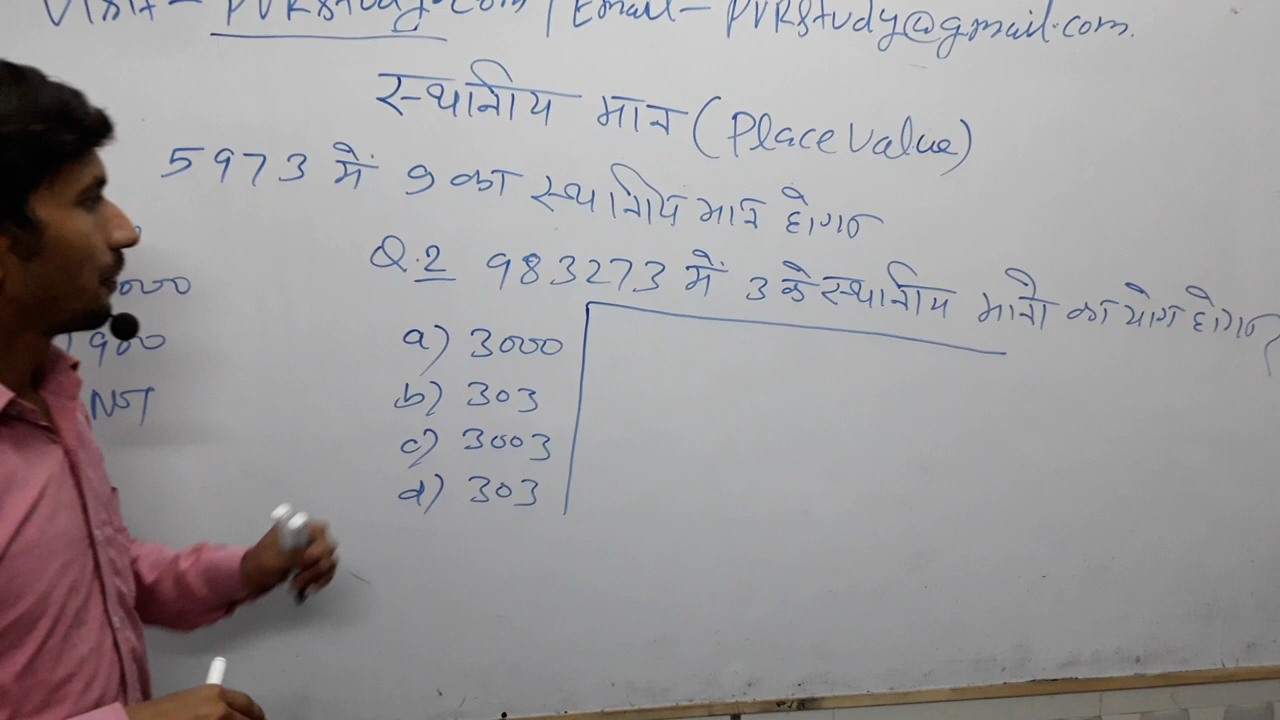 Visit - PVRstudy.com / Email - PVRstudy@gmail.com.
स्थानीय मान (Place Value)
5973 में 9 का स्थानिय मान होगा
Q.2 983273 में 3 के स्थानीय मानो का योग होगा?
000
900
NOT
a) 3000
b) 303
c) 3003
d) 303